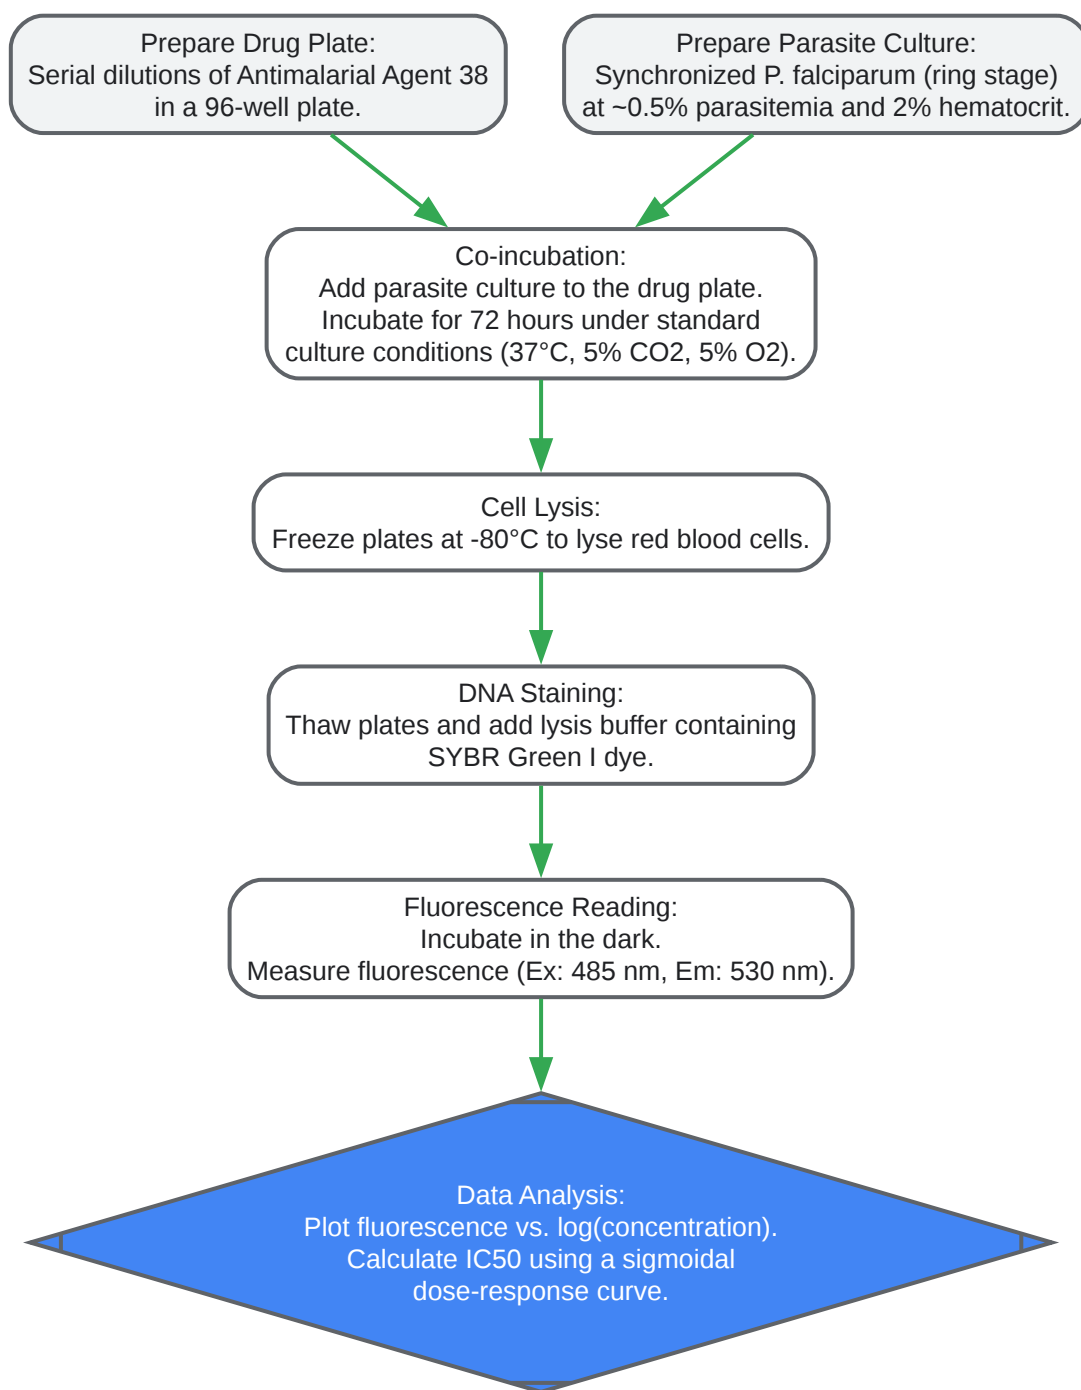 Prepare Drug Plate:
Serial dilutions of Antimalarial Agent 38
in a 96-well plate.
Prepare Parasite Culture:
Synchronized P. falciparum (ring stage)
at ~0.5% parasitemia and 2% hematocrit.
Co-incubation:
Add parasite culture to the drug plate.
Incubate for 72 hours under standard
culture conditions (37°C, 5% CO2, 5% O2).
Cell Lysis:
Freeze plates at -80°C to lyse red blood cells.
DNA Staining:
Thaw plates and add lysis buffer containing
SYBR Green I dye.
Fluorescence Reading:
Incubate in the dark.
Measure fluorescence (Ex: 485 nm, Em: 530 nm).
Data Analysis:
Plot fluorescence vs. log(concentration).
Calculate IC50 using a sigmoidal
dose-response curve.